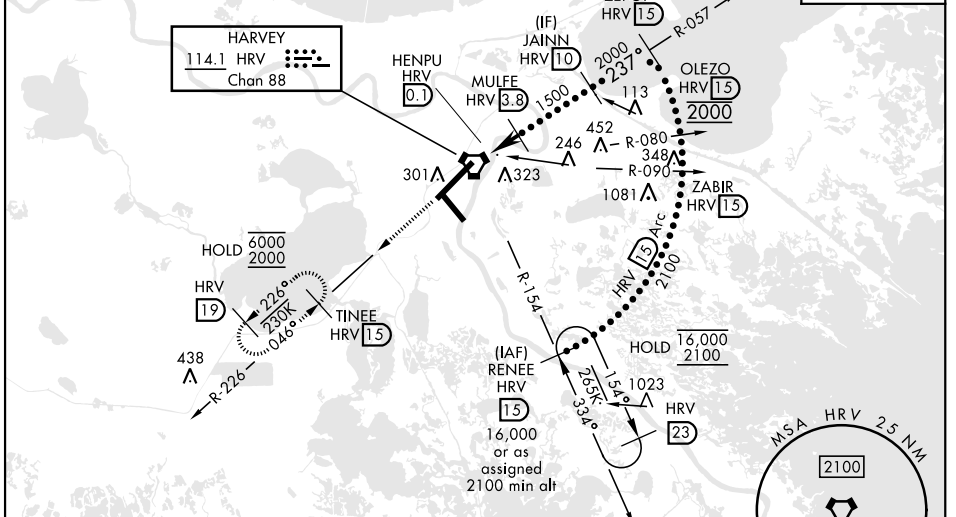 HRV 15
R-057
(IF)
JAINN
HRV 10
HARVEY
114.1 HRV
Chan 88
HENPU
HRV
0.1
MULFE
HRV 3.8
2000
237°
1500
113
OLEZO
HRV 15
2000
452
246
R-080
348
R-090
301
323
1081
ZABIR
HRV 15
HRV 15 Arc
2100
R-154
HOLD 6000
2000
HRV
19
226°
230K
046°
TINEE
HRV 15
438
R-226
(IAF)
RENEE
HRV
15
16,000
or as
assigned
2100 min alt
HOLD 16,000
2100
265K
154°
334°
1023
HRV
23
MSA HRV 25 NM
2100